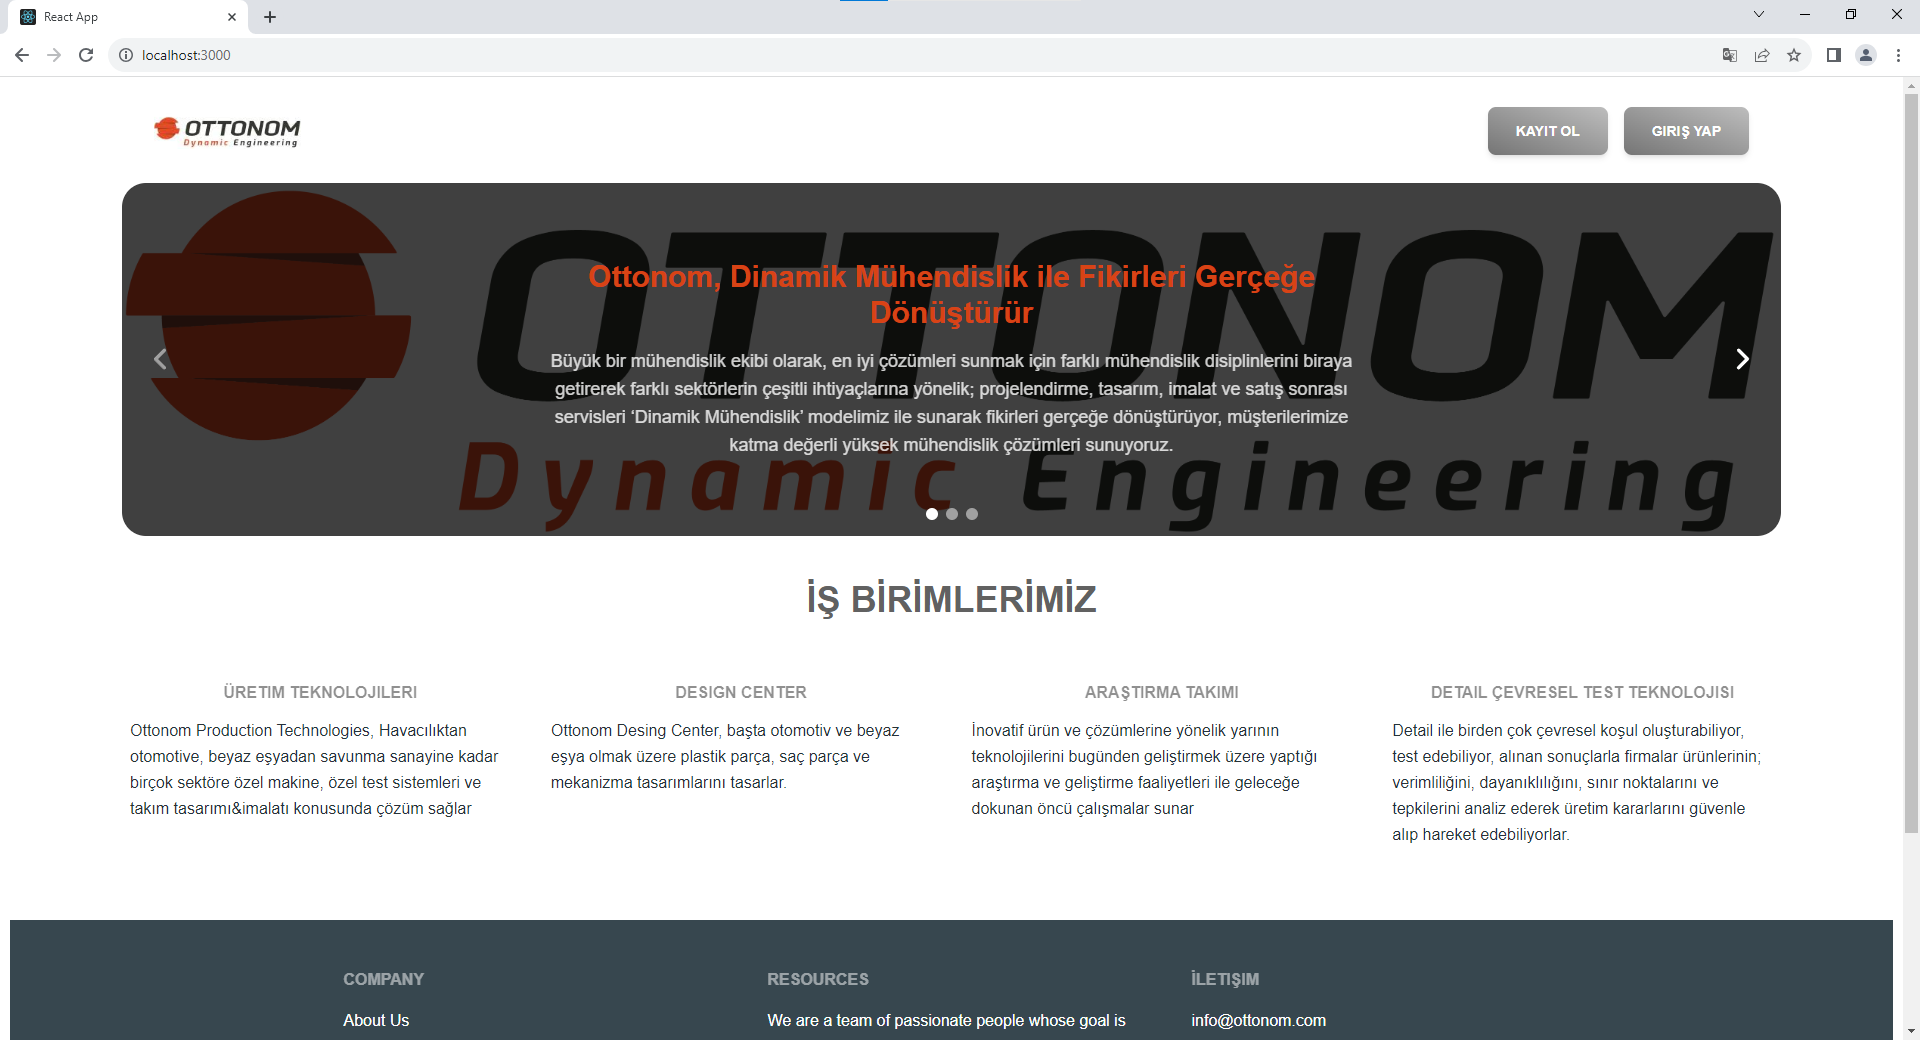 React App
localhost:3000
OTTONOM
Dynamic Engineering
KAYIT OL
GIRIŞ YAP
OTTONOM
Dynamic Engineering
Ottonom, Dinamik Mühendislik ile Fikirleri Gerçeğe
Dönüştürür
Büyük bir mühendislik ekibi olarak, en iyi çözümleri sunmak için farklı mühendislik disiplinlerini biraya
getirerek farklı sektörlerin çeşitli ihtiyaçlarına yönelik; projelendirme, tasarım, imalat ve satış sonrası
servisleri ‘Dinamik Mühendislik’ modelimiz ile sunarak fikirleri gerçeğe dönüştürüyor, müşterilerimize
katma değerli yüksek mühendislik çözümleri sunuyoruz.
İŞ BİRİMLERİMİZ
ÜRETIM TEKNOLOJILERI
Ottonom Production Technologies, Havacılıktan
otomotive, beyaz eşyadan savunma sanayine kadar
birçok sektöre özel makine, özel test sistemleri ve
takım tasarımı&imalatı konusunda çözüm sağlar
DESIGN CENTER
Ottonom Desing Center, başta otomotiv ve beyaz
eşya olmak üzere plastik parça, saç parça ve
mekanizma tasarımlarını tasarlar.
ARAŞTIRMA TAKIMI
İnovatif ürün ve çözümlerine yönelik yarının
teknolojilerini bugünden geliştirmek üzere yaptığı
araştırma ve geliştirme faaliyetleri ile geleceğe
dokunan öncü çalışmalar sunar
DETAIL ÇEVRESEL TEST TEKNOLOJISI
Detail ile birden çok çevresel koşul oluşturabiliyor,
test edebiliyor, alınan sonuçlarla firmalar ürünlerinin;
verimliliğini, dayanıklılığını, sınır noktalarını ve
tepkilerini analiz ederek üretim kararlarını güvenle
alıp hareket edebiliyorlar.
COMPANY
About Us
RESOURCES
We are a team of passionate people whose goal is
İLETIŞIM
info@ottonom.com